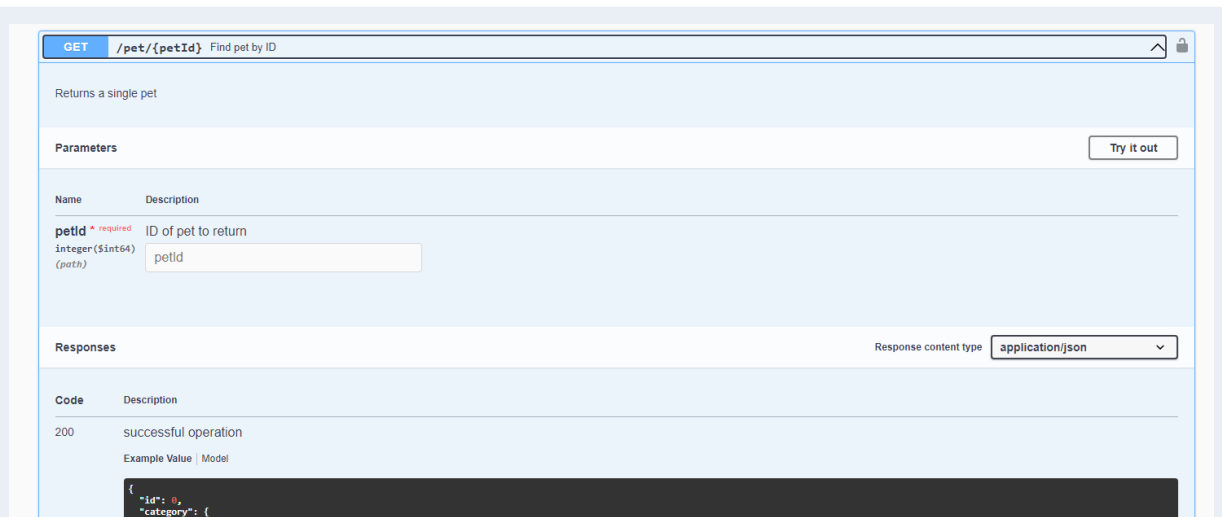 GET /pet/{petId} Find pet by ID
Returns a single pet
Parameters
Try it out
Name Description
petId * required ID of pet to return
integer($int64)
petId
(path)
Responses
Response content type application/json
Code Description
200 successful operation
Example Value | Model
{
"id": 0,
"category": {